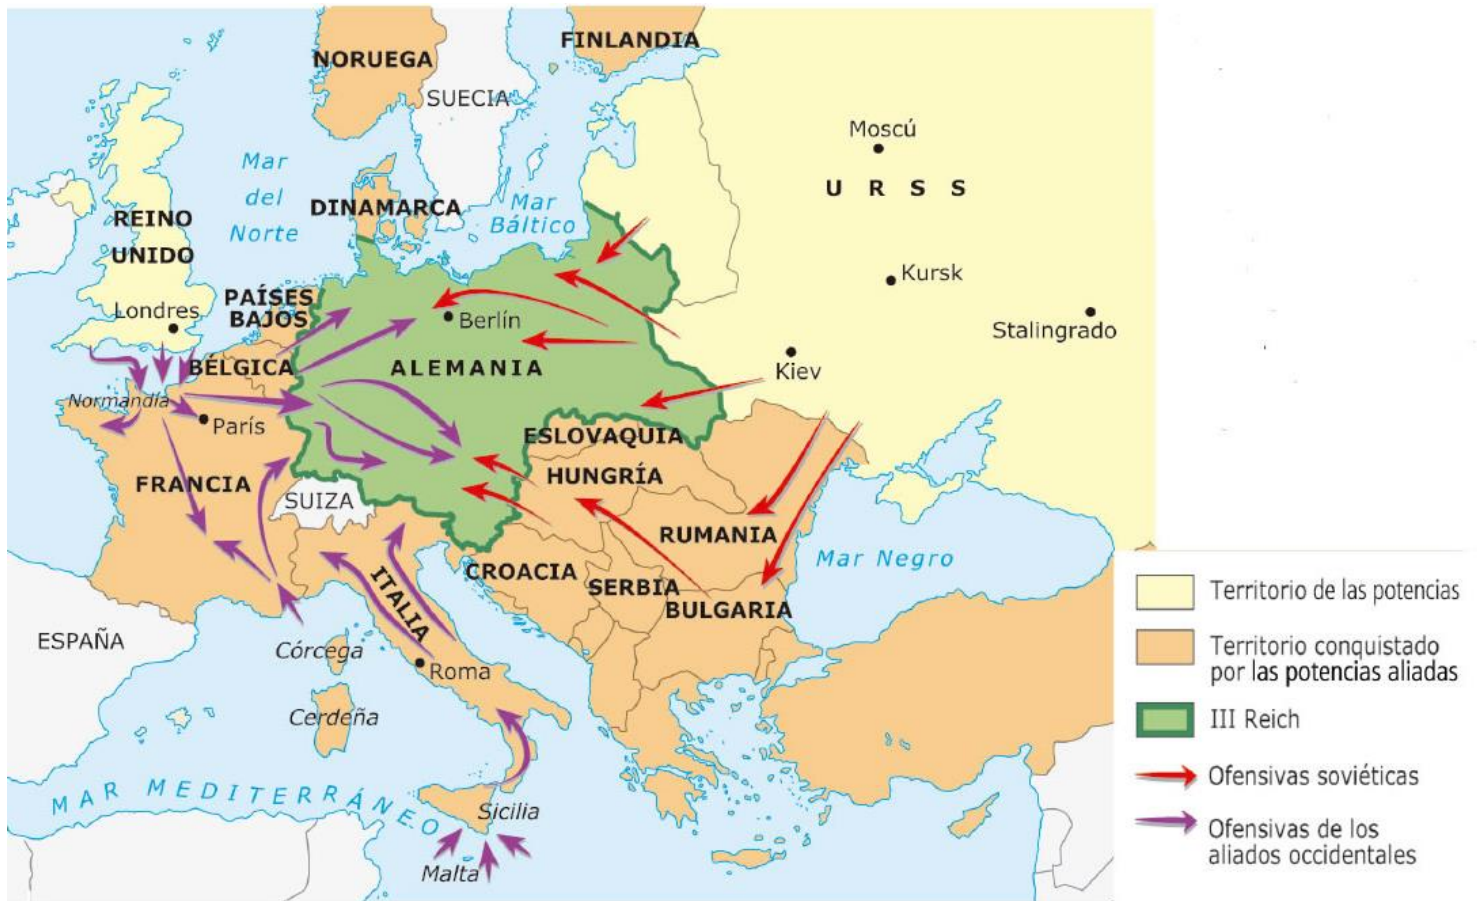 NORUEGA
FINLANDIA
SUECIA
Moscú
U R S S
Mar
del
Norte
DINAMARCA
Mar
Báltico
REINO
UNIDO
Kursk
PAÍSES
BAJOS
Londres
Berlín
Stalingrado
BÉLGICA
ALEMANIA
Kiev
Normandía
París
ESLOVAQUIA
HUNGRÍA
FRANCIA
SUIZA
RUMANIA
Mar Negro
CROACIA
ITALIA
SERBIA
BULGARIA
ESPAÑA
Córcega
Roma
Cerdeña
MAR MEDITERRÁNEO
Sicilia
Malta
Territorio de las potencias
Territorio conquistado
por las potencias aliadas
III Reich
Ofensivas soviéticas
Ofensivas de los
aliados occidentales